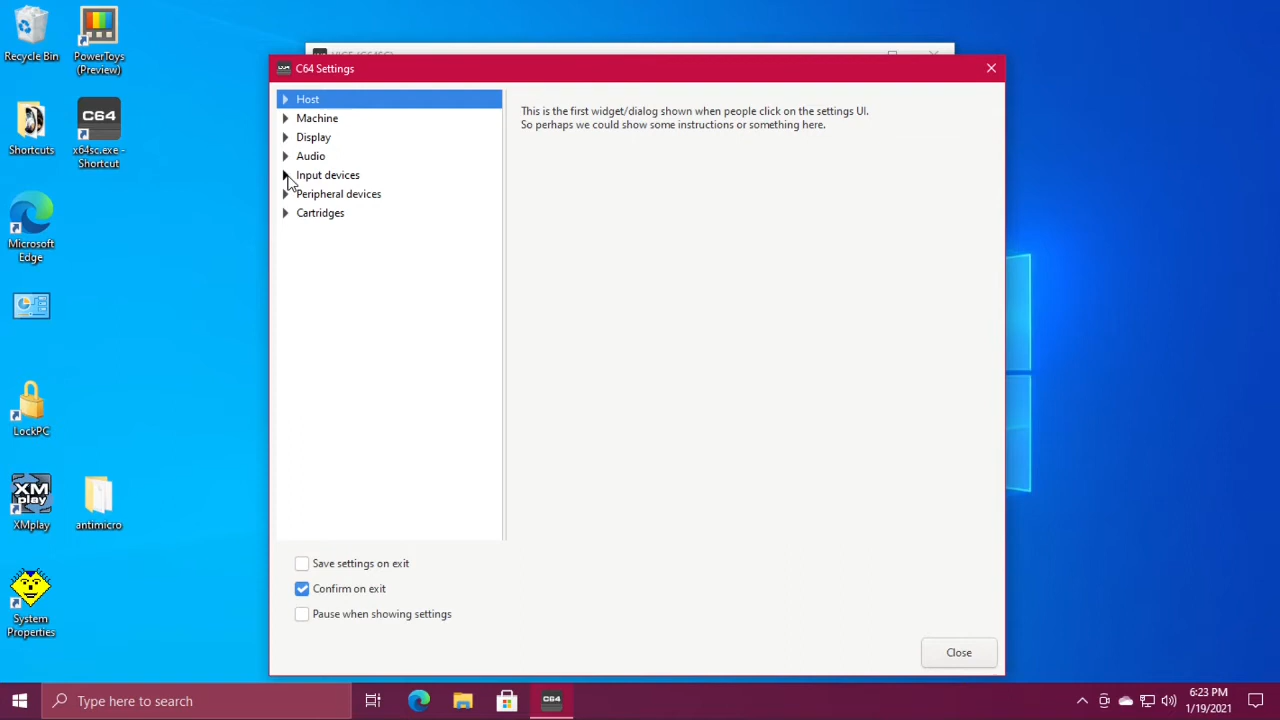 Recycle Bin
PowerToys
(Preview)
Shortcuts
C64
x64sc.exe -
Shortcut
Microsoft
Edge
LockPC
XM
play
XMplay
antimicro
System
Properties
C64 Settings
Host
Machine
Display
Audio
Input devices
Peripheral devices
Cartridges
This is the first widget/dialog shown when people click on the settings UI.
So perhaps we could show some instructions or something here.
Save settings on exit
Confirm on exit
Pause when showing settings
Close
Type here to search
C64
6:23 PM
1/19/2021